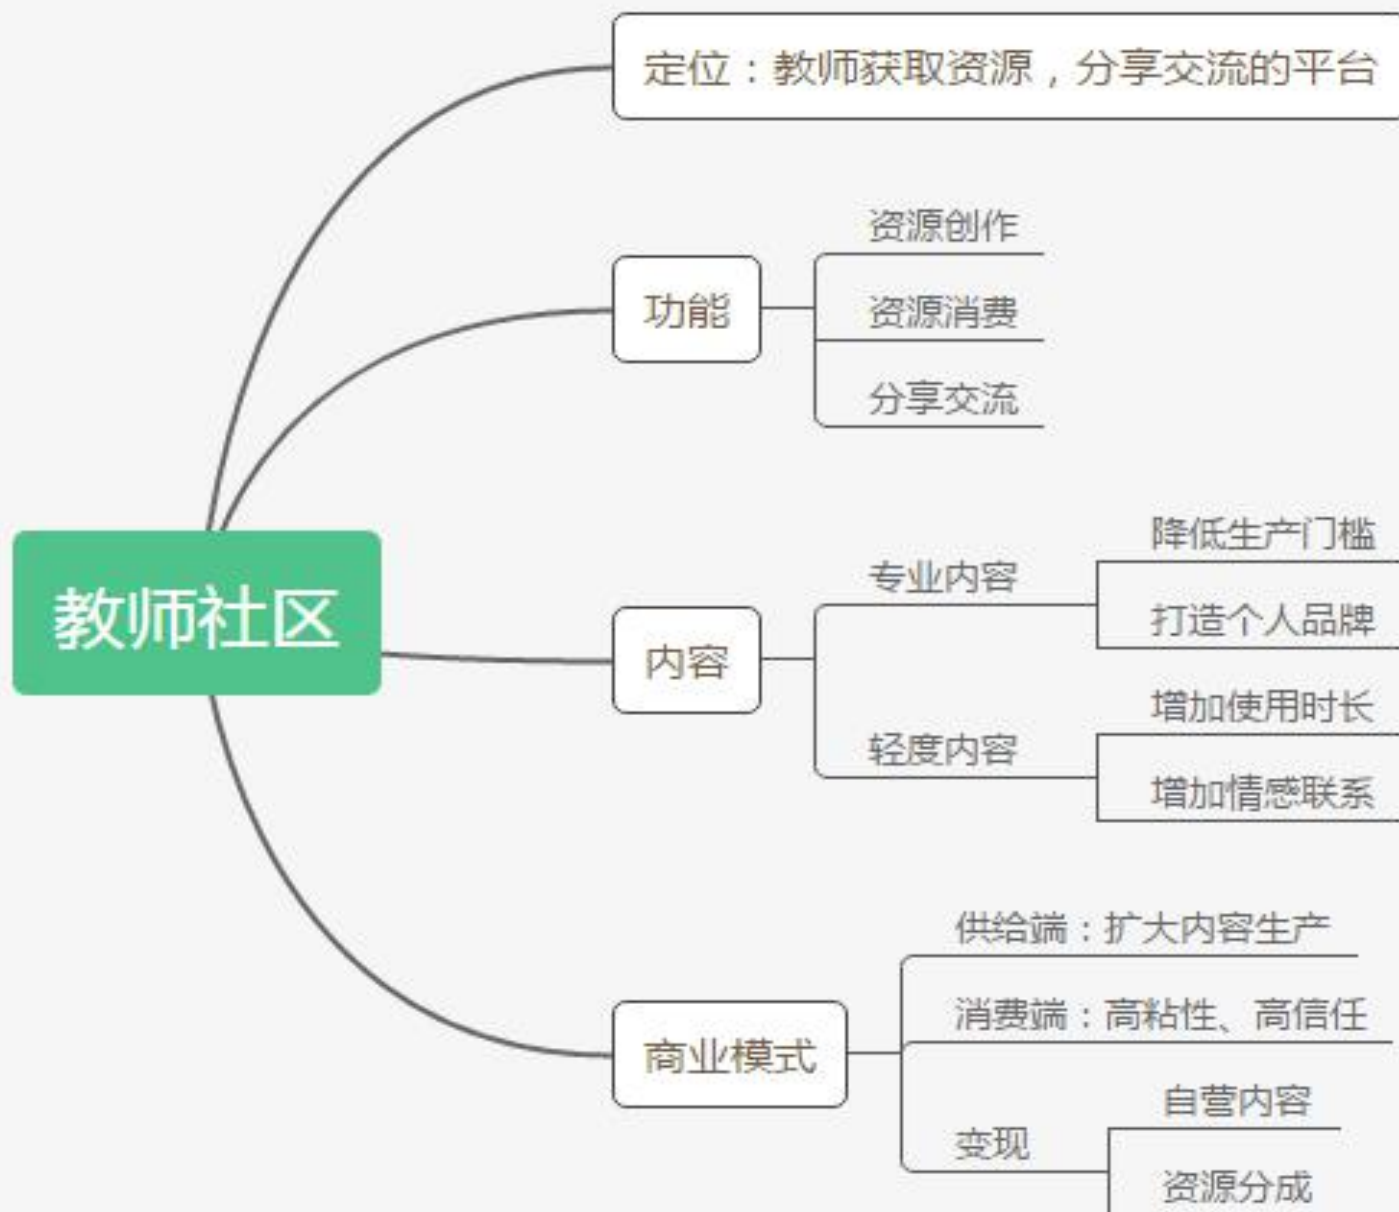 定位：教师获取资源，分享交流的平台
资源创作
功能
资源消费
分享交流
教师社区
内容
专业内容
降低生产门槛
打造个人品牌
轻度内容
增加使用时长
增加情感联系
商业模式
供给端：扩大内容生产
消费端：高粘性、高信任
变现
自营内容
资源分成